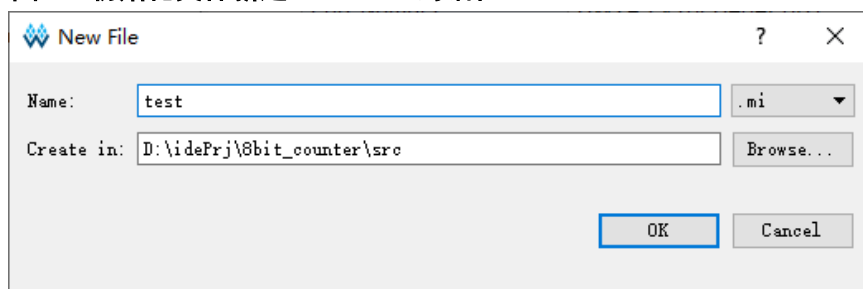 New File
?
Name: test .mi
Create in: D:\idePrj\8bit_counter\src Browse...
OK Cancel